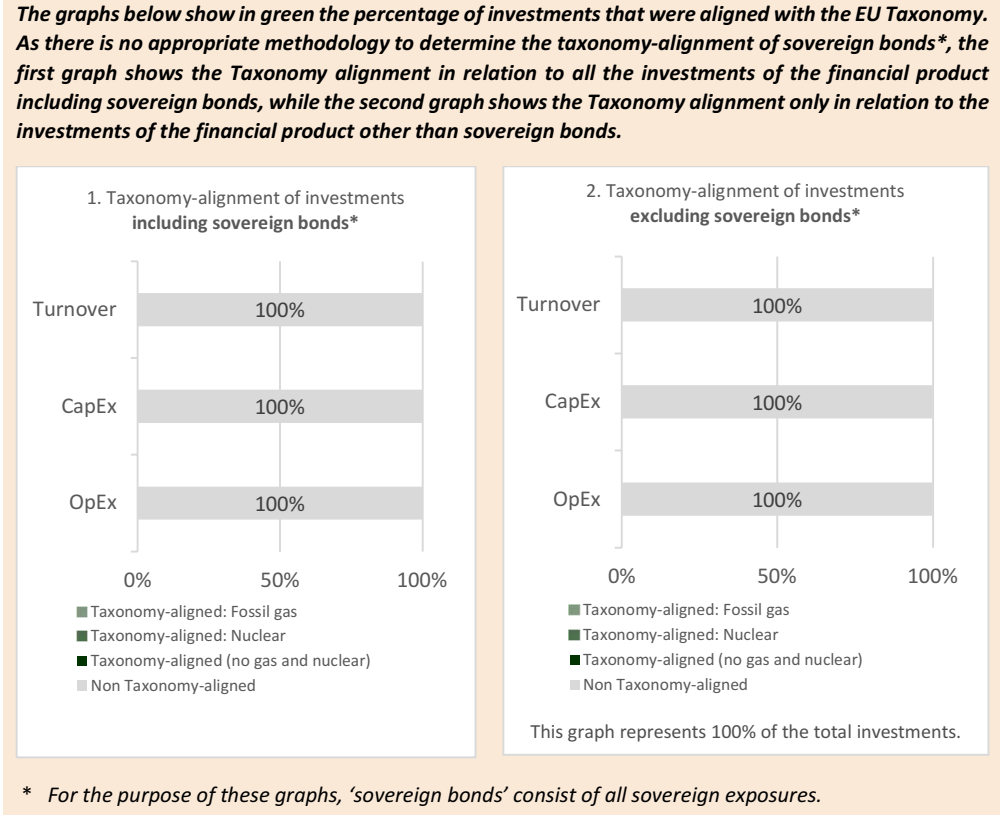 The graphs below show in green the percentage of investments that were aligned with the EU Taxonomy.
As there is no appropriate methodology to determine the taxonomy-alignment of sovereign bonds*, the
first graph shows the Taxonomy alignment in relation to all the investments of the financial product
including sovereign bonds, while the second graph shows the Taxonomy alignment only in relation to the
investments of the financial product other than sovereign bonds.
1. Taxonomy-alignment of investments
including sovereign bonds*
Turnover
100%
CapEx
100%
OpEx
100%
0% 50% 100%
Taxonomy-aligned: Fossil gas
Taxonomy-aligned: Nuclear
Taxonomy-aligned (no gas and nuclear)
Non Taxonomy-aligned
2. Taxonomy-alignment of investments
excluding sovereign bonds*
Turnover
100%
CapEx
100%
OpEx
100%
0% 50% 100%
Taxonomy-aligned: Fossil gas
Taxonomy-aligned: Nuclear
Taxonomy-aligned (no gas and nuclear)
Non Taxonomy-aligned
This graph represents 100% of the total investments.
* For the purpose of these graphs, ‘sovereign bonds’ consist of all sovereign exposures.